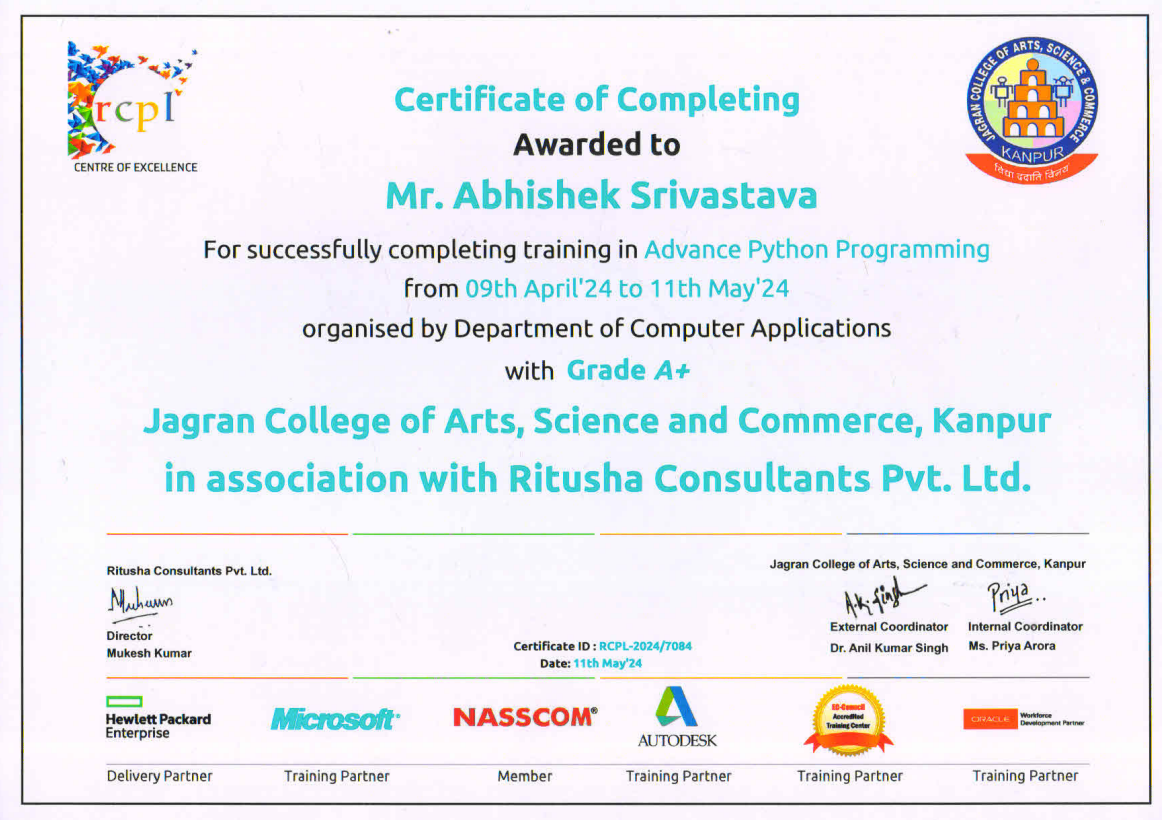 rcpl
CENTRE OF EXCELLENCE
JAGRAN COLLEGE OF ARTS, SCIENCE & COMMERCE
KANPUR
विद्या ददाति विनयं
Certificate of Completing
Awarded to
Mr. Abhishek Srivastava
For successfully completing training in Advance Python Programming
from 09th April'24 to 11th May'24
organised by Department of Computer Applications
with Grade A+
Jagran College of Arts, Science and Commerce, Kanpur
in association with Ritusha Consultants Pvt. Ltd.
Ritusha Consultants Pvt. Ltd.
Director
Mukesh Kumar
Certificate ID : RCPL-2024/7084
Date: 11th May'24
Jagran College of Arts, Science and Commerce, Kanpur
A.K. Singh
External Coordinator
Dr. Anil Kumar Singh
Priya..
Internal Coordinator
Ms. Priya Arora
Hewlett Packard
Enterprise
Delivery Partner
Microsoft
Training Partner
NASSCOM®
Member
AUTODESK
Training Partner
EC-Council
Accredited
Training Center
Training Partner
ORACLE
Workforce
Development Partner
Training Partner